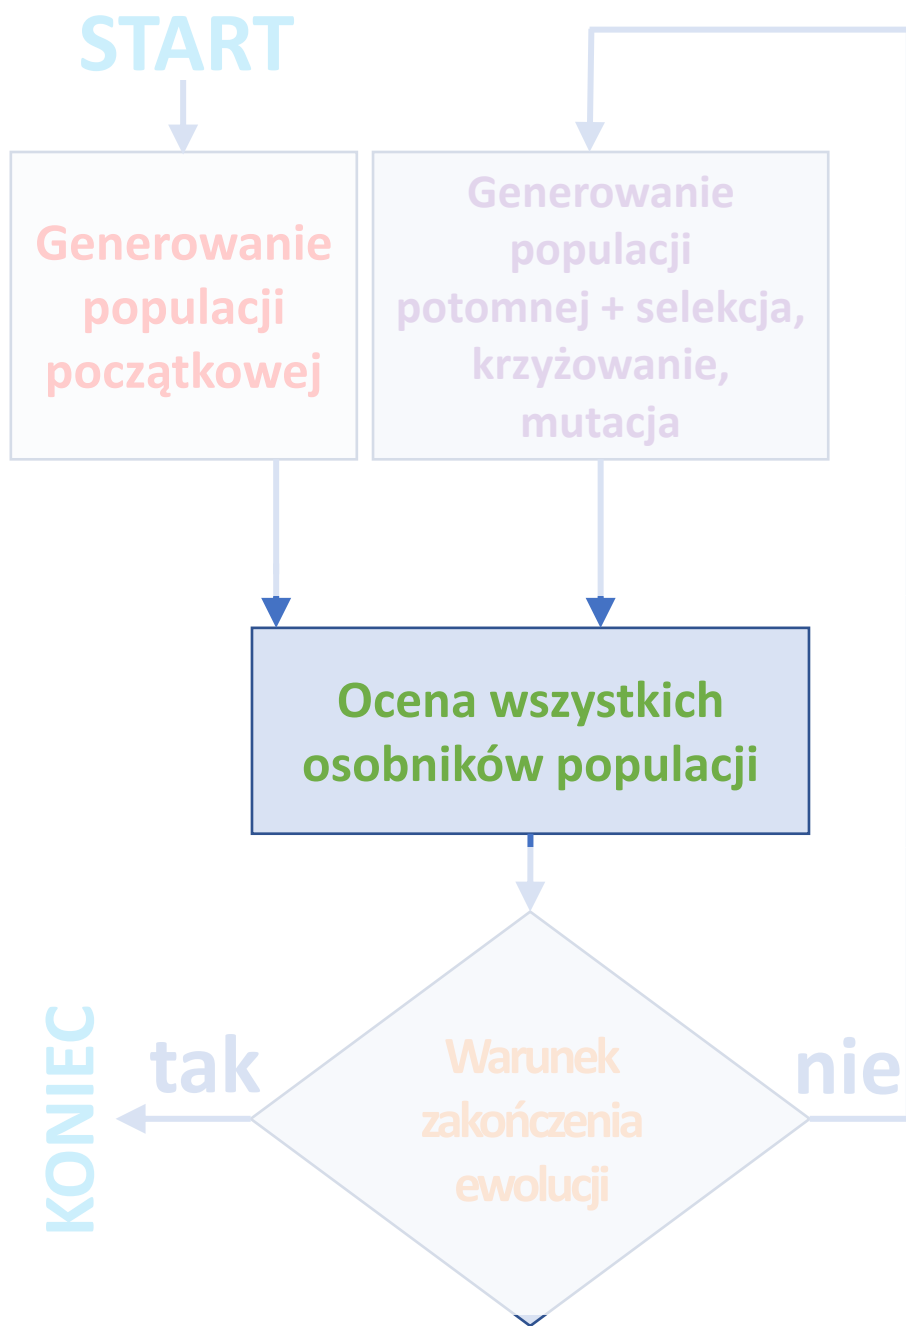 START
Generowanie
populacji
początkowej
Generowanie
populacji
potomnej + selekcja,
krzyżowanie,
mutacja
Ocena wszystkich
osobników populacji
Warunek
zakończenia
ewolucji
tak
nie
KONIEC